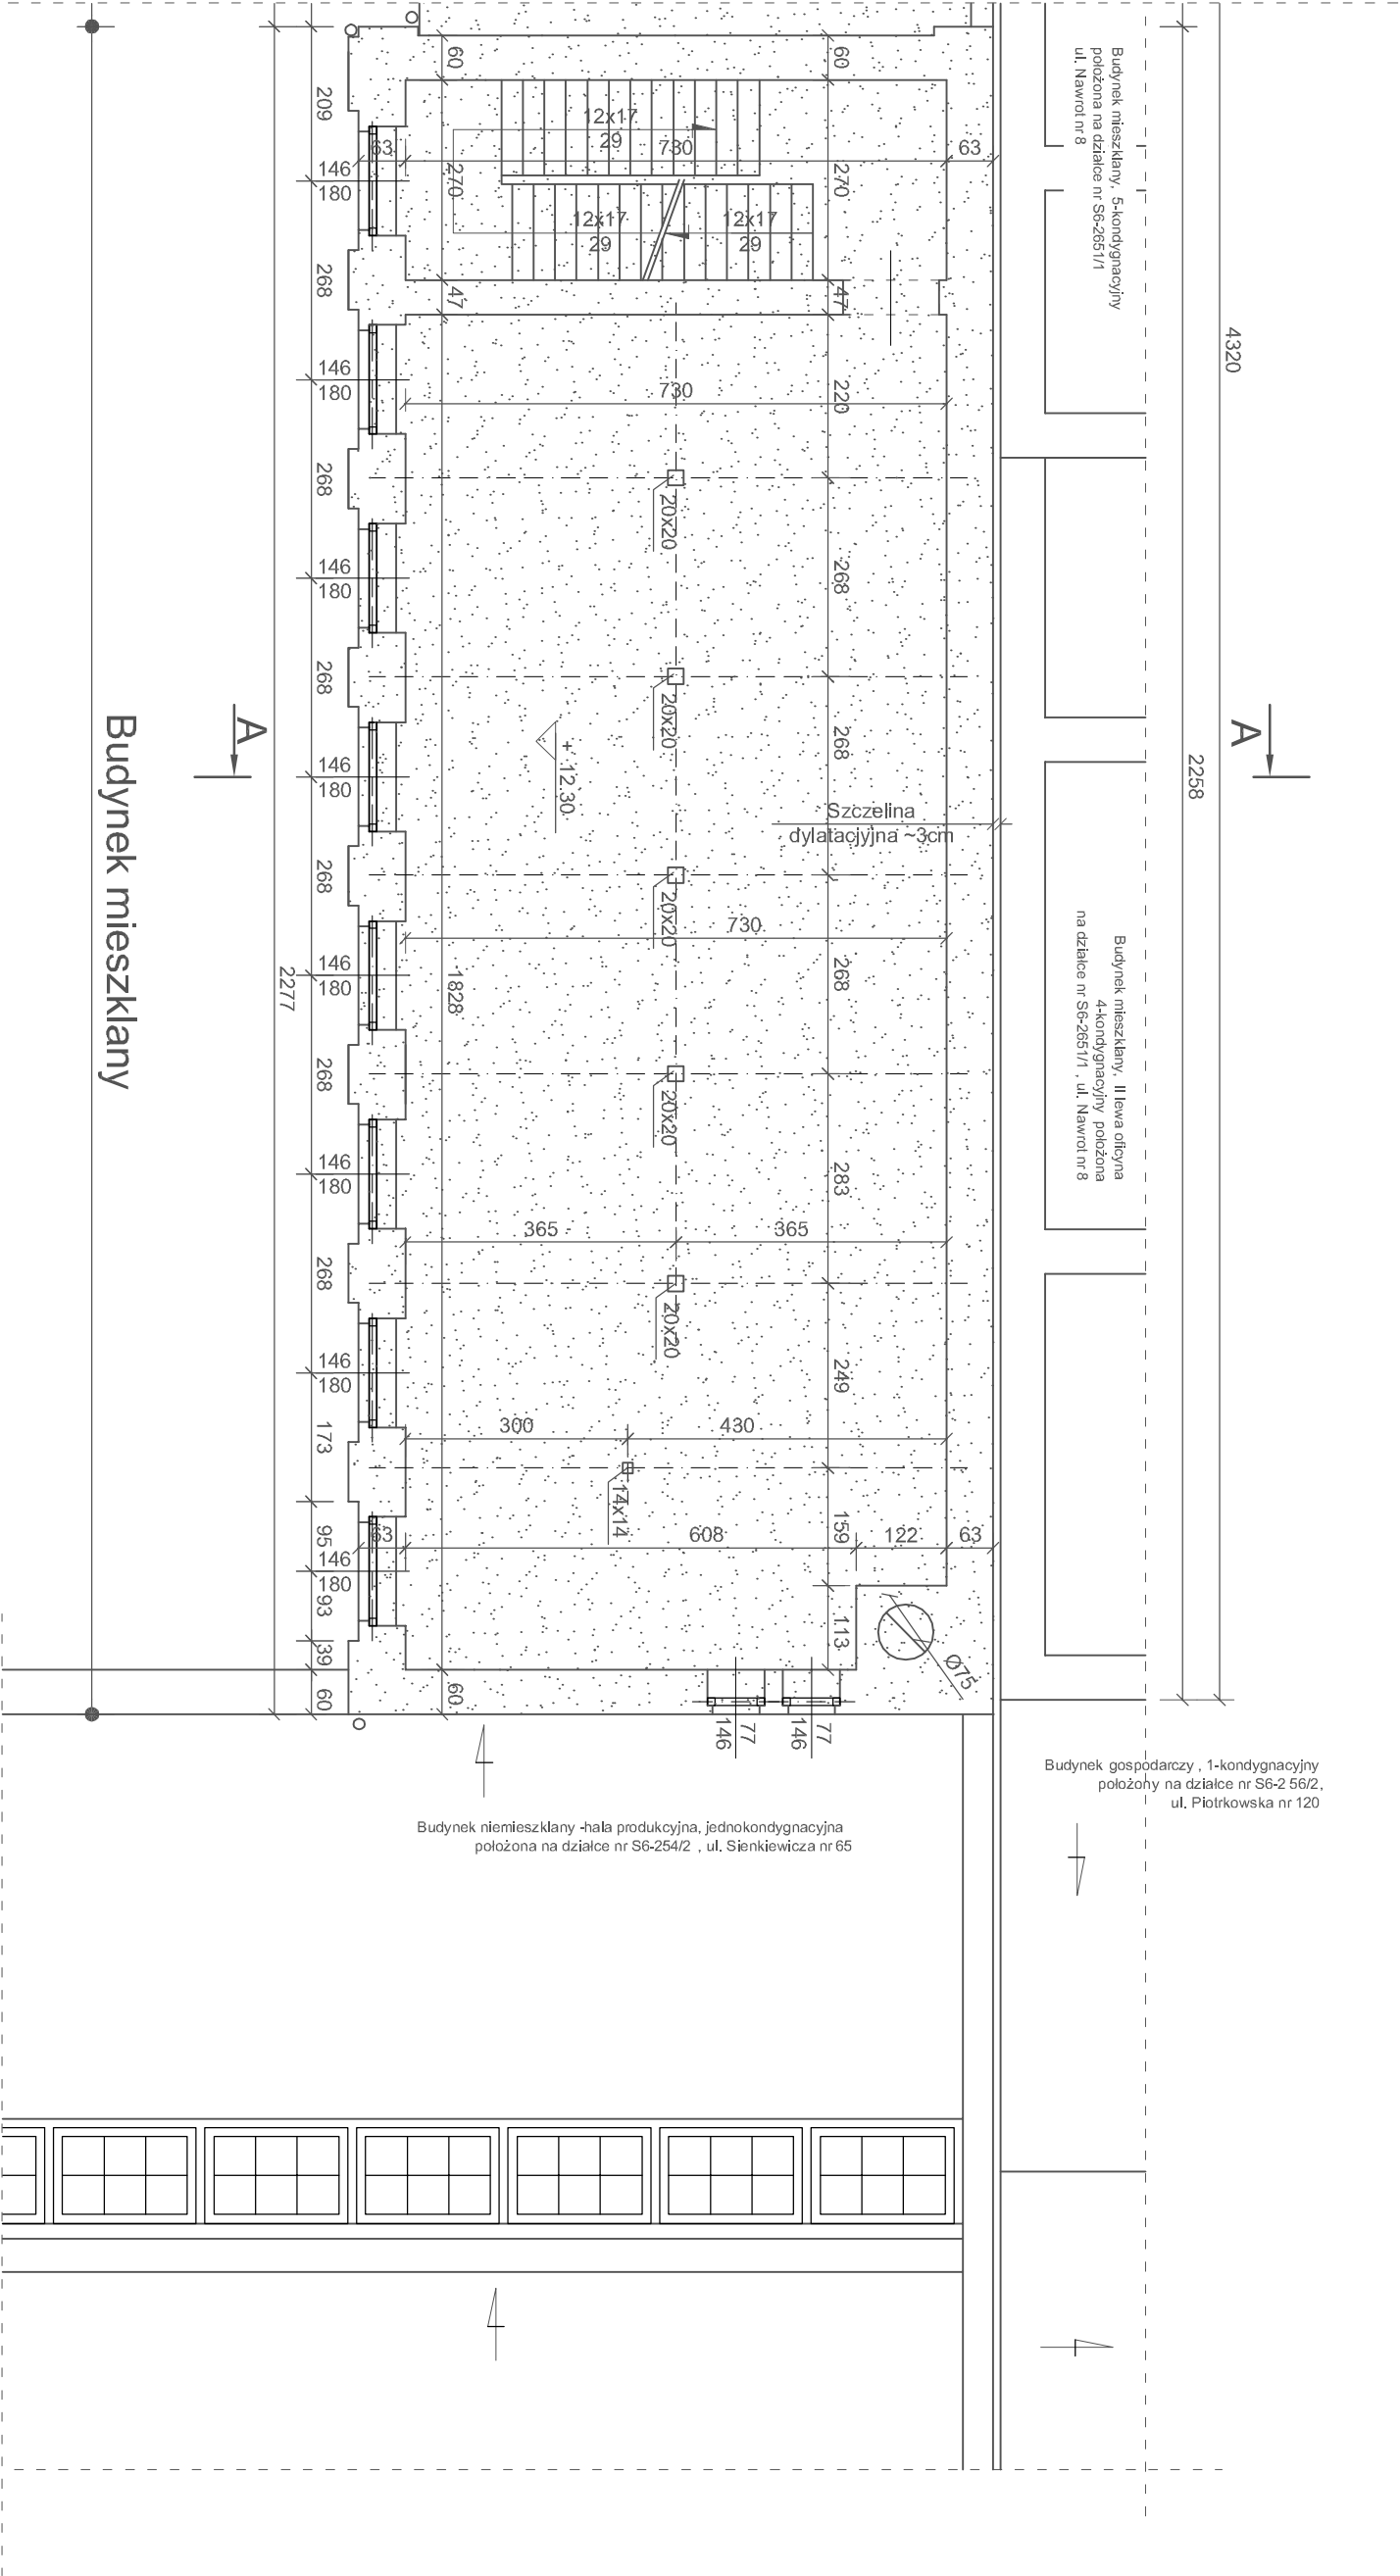 Budynek mieszklany, 5-kondygnacyjny
położona na działce nr S6-2651/1
ul. Nawrot nr 8
4320
2258
60
60
209
12x17
29
63
730
63
146
180
270
270
12x17
29
12x17
29
268
47
47
146
180
730
220
268
20x20
146
180
268
268
20x20
A
A
+ 12.30
268
146
180
Szczelina
dylatacjyjna ~3cm
Budynek mieszklany
268
20x20
730
146
180
268
2277
1828
Budynek mieszklany, II lewa oficyna
4-kondygnacyjny położona
na działce nr S6-2651/1 , ul. Nawrot nr 8
268
20x20
146
180
283
365
365
268
20x20
146
180
249
173
300
430
14x14
95
63
608
159
122
63
146
180
93
113
39
60
60
Ø75
77
146
77
146
Budynek gospodarczy , 1-kondygnacyjny
położony na działce nr S6-2 56/2,
ul. Piotrkowska nr 120
Budynek niemieszklany -hala produkcyjna, jednokondygnacyjna
położona na działce nr S6-254/2 , ul. Sienkiewicza nr 65